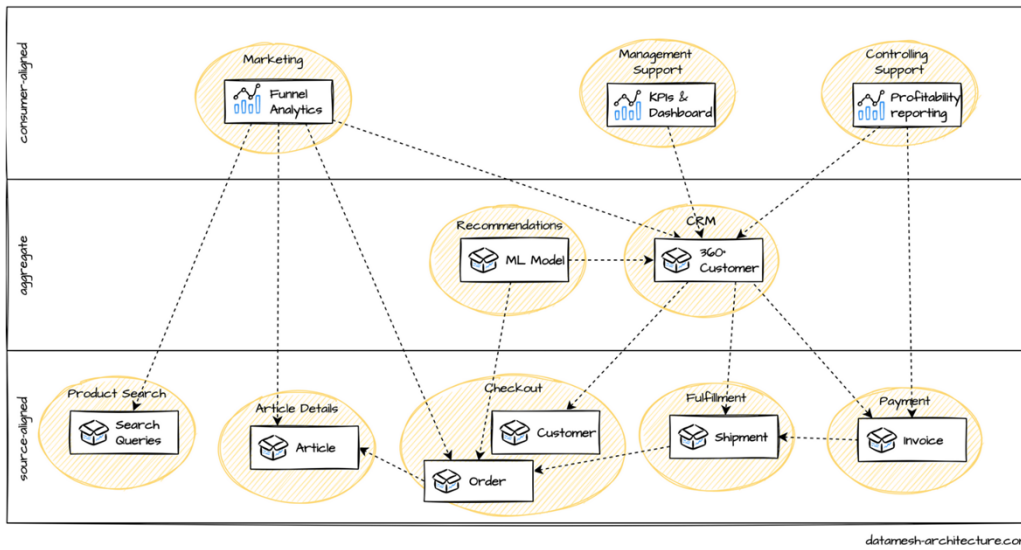 consumer-aligned
Marketing
Funnel
Analytics
Management
Support
KPIs &
Dashboard
Controlling
Support
Profitability
reporting
aggregate
Recommendations
ML Model
CRM
360°
Customer
source-aligned
Product Search
Search
Queries
Article Details
Article
Checkout
Customer
Order
Fulfillment
Shipment
Payment
Invoice
datamesh-architecture.com